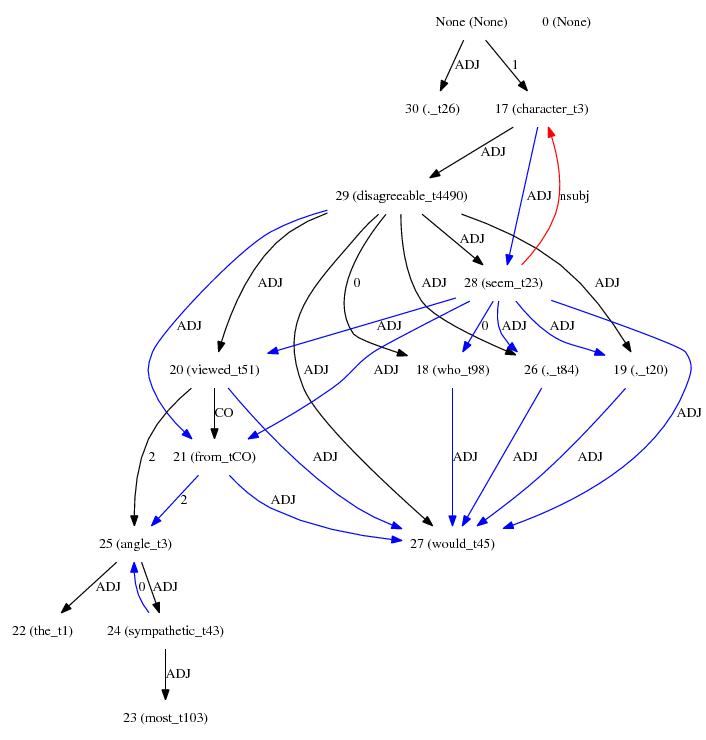 None (None) 0 (None)
ADJ 1
30 (._t26) 17 (character_t3)
ADJ
29 (disagreeable_t4490) ADJ nsubj
ADJ
ADJ 0 ADJ 28 (seem_t23) ADJ
ADJ ADJ 0 ADJ ADJ
20 (viewed_t51) ADJ ADJ 18 (who_t98) 26 (,_t84) 19 (,_t20)
CO ADJ
2 21 (from_tCO) ADJ ADJ ADJ ADJ
2 ADJ
25 (angle_t3) 27 (would_t45)
ADJ 0 ADJ
22 (the_t1) 24 (sympathetic_t43)
ADJ
23 (most_t103)